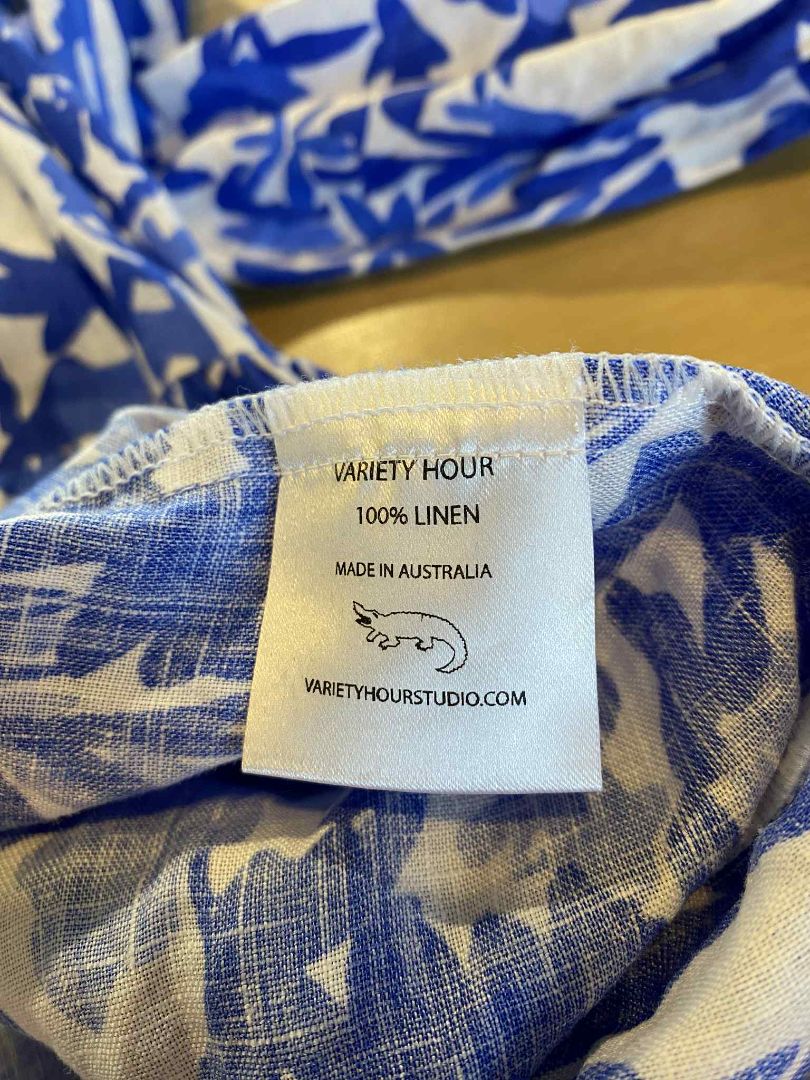 VARIETY HOUR
100% LINEN
MADE IN AUSTRALIA
VARIETYHOURSTUDIO.COM